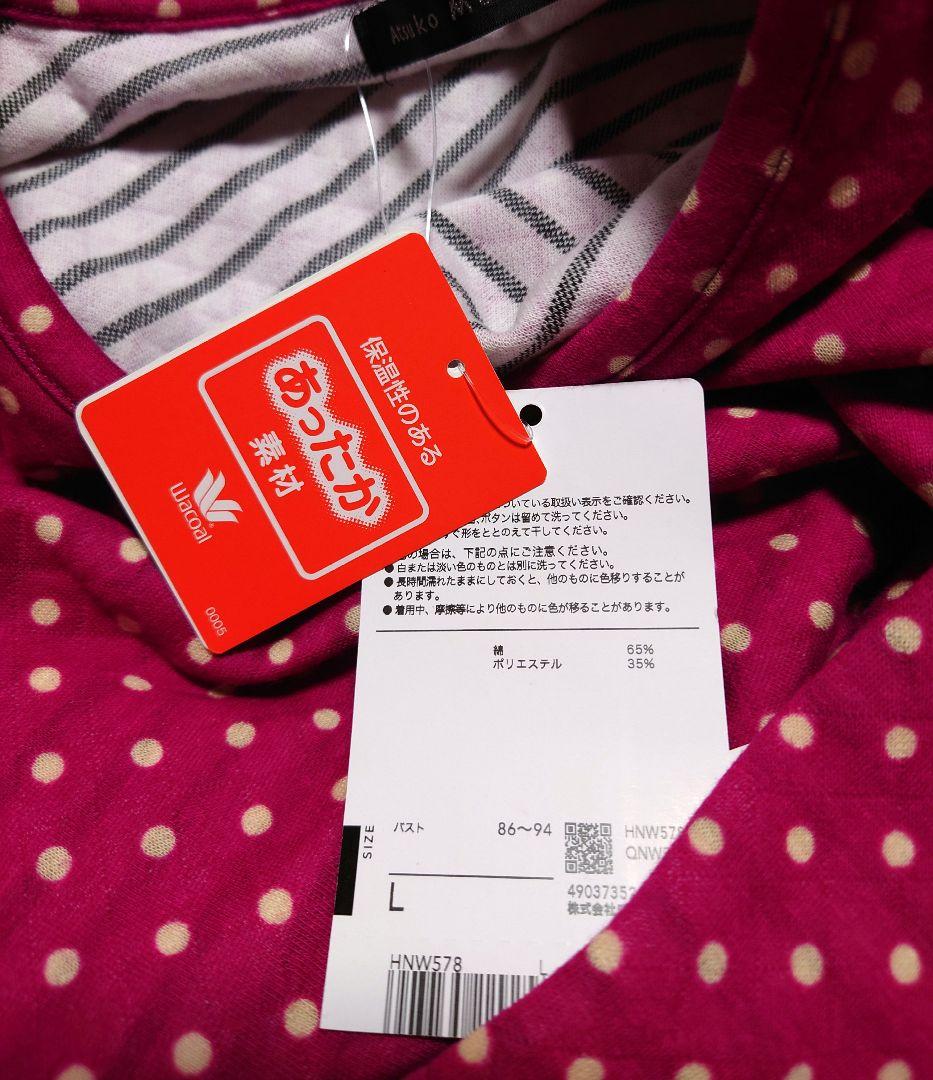 Atsuko
保温性のある
あったか
素材
Wacoal
0005
ついている取扱い表示をご確認ください。
、ボタンは留めて洗ってください。
ぐ形をととのえて干してください。
の場合は、下記の点にご注意ください。
●白または淡い色のものとは別に洗ってください。
●長時間濡れたままにしておくと、他のものに色移りすることが
あります。
●着用中、摩擦等により他のものに色が移ることがあります。
綿 65%
ポリエステル 35%
SIZE
バスト 86〜94
L
HNW578
QNW
4903735
株式会社
HNW578 L